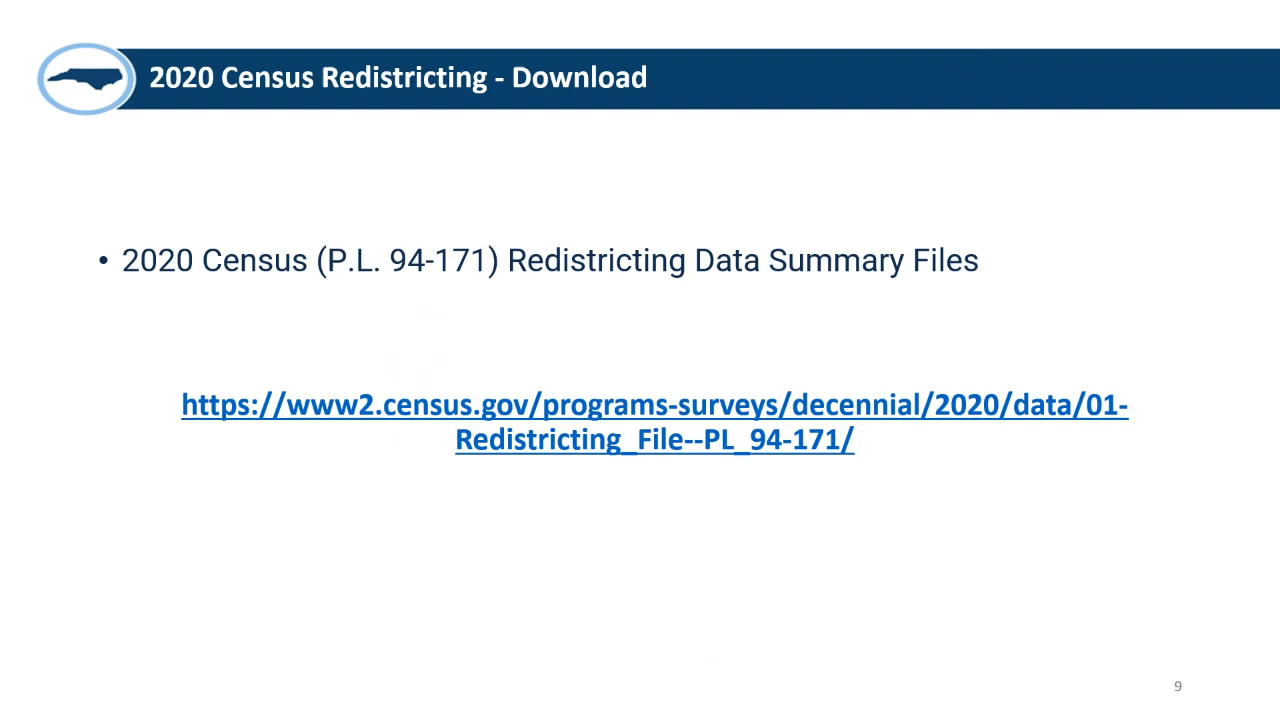 2020 Census Redistricting - Download
• 2020 Census (P.L. 94-171) Redistricting Data Summary Files
https://www2.census.gov/programs-surveys/decennial/2020/data/01-
Redistricting_File--PL_94-171/
9